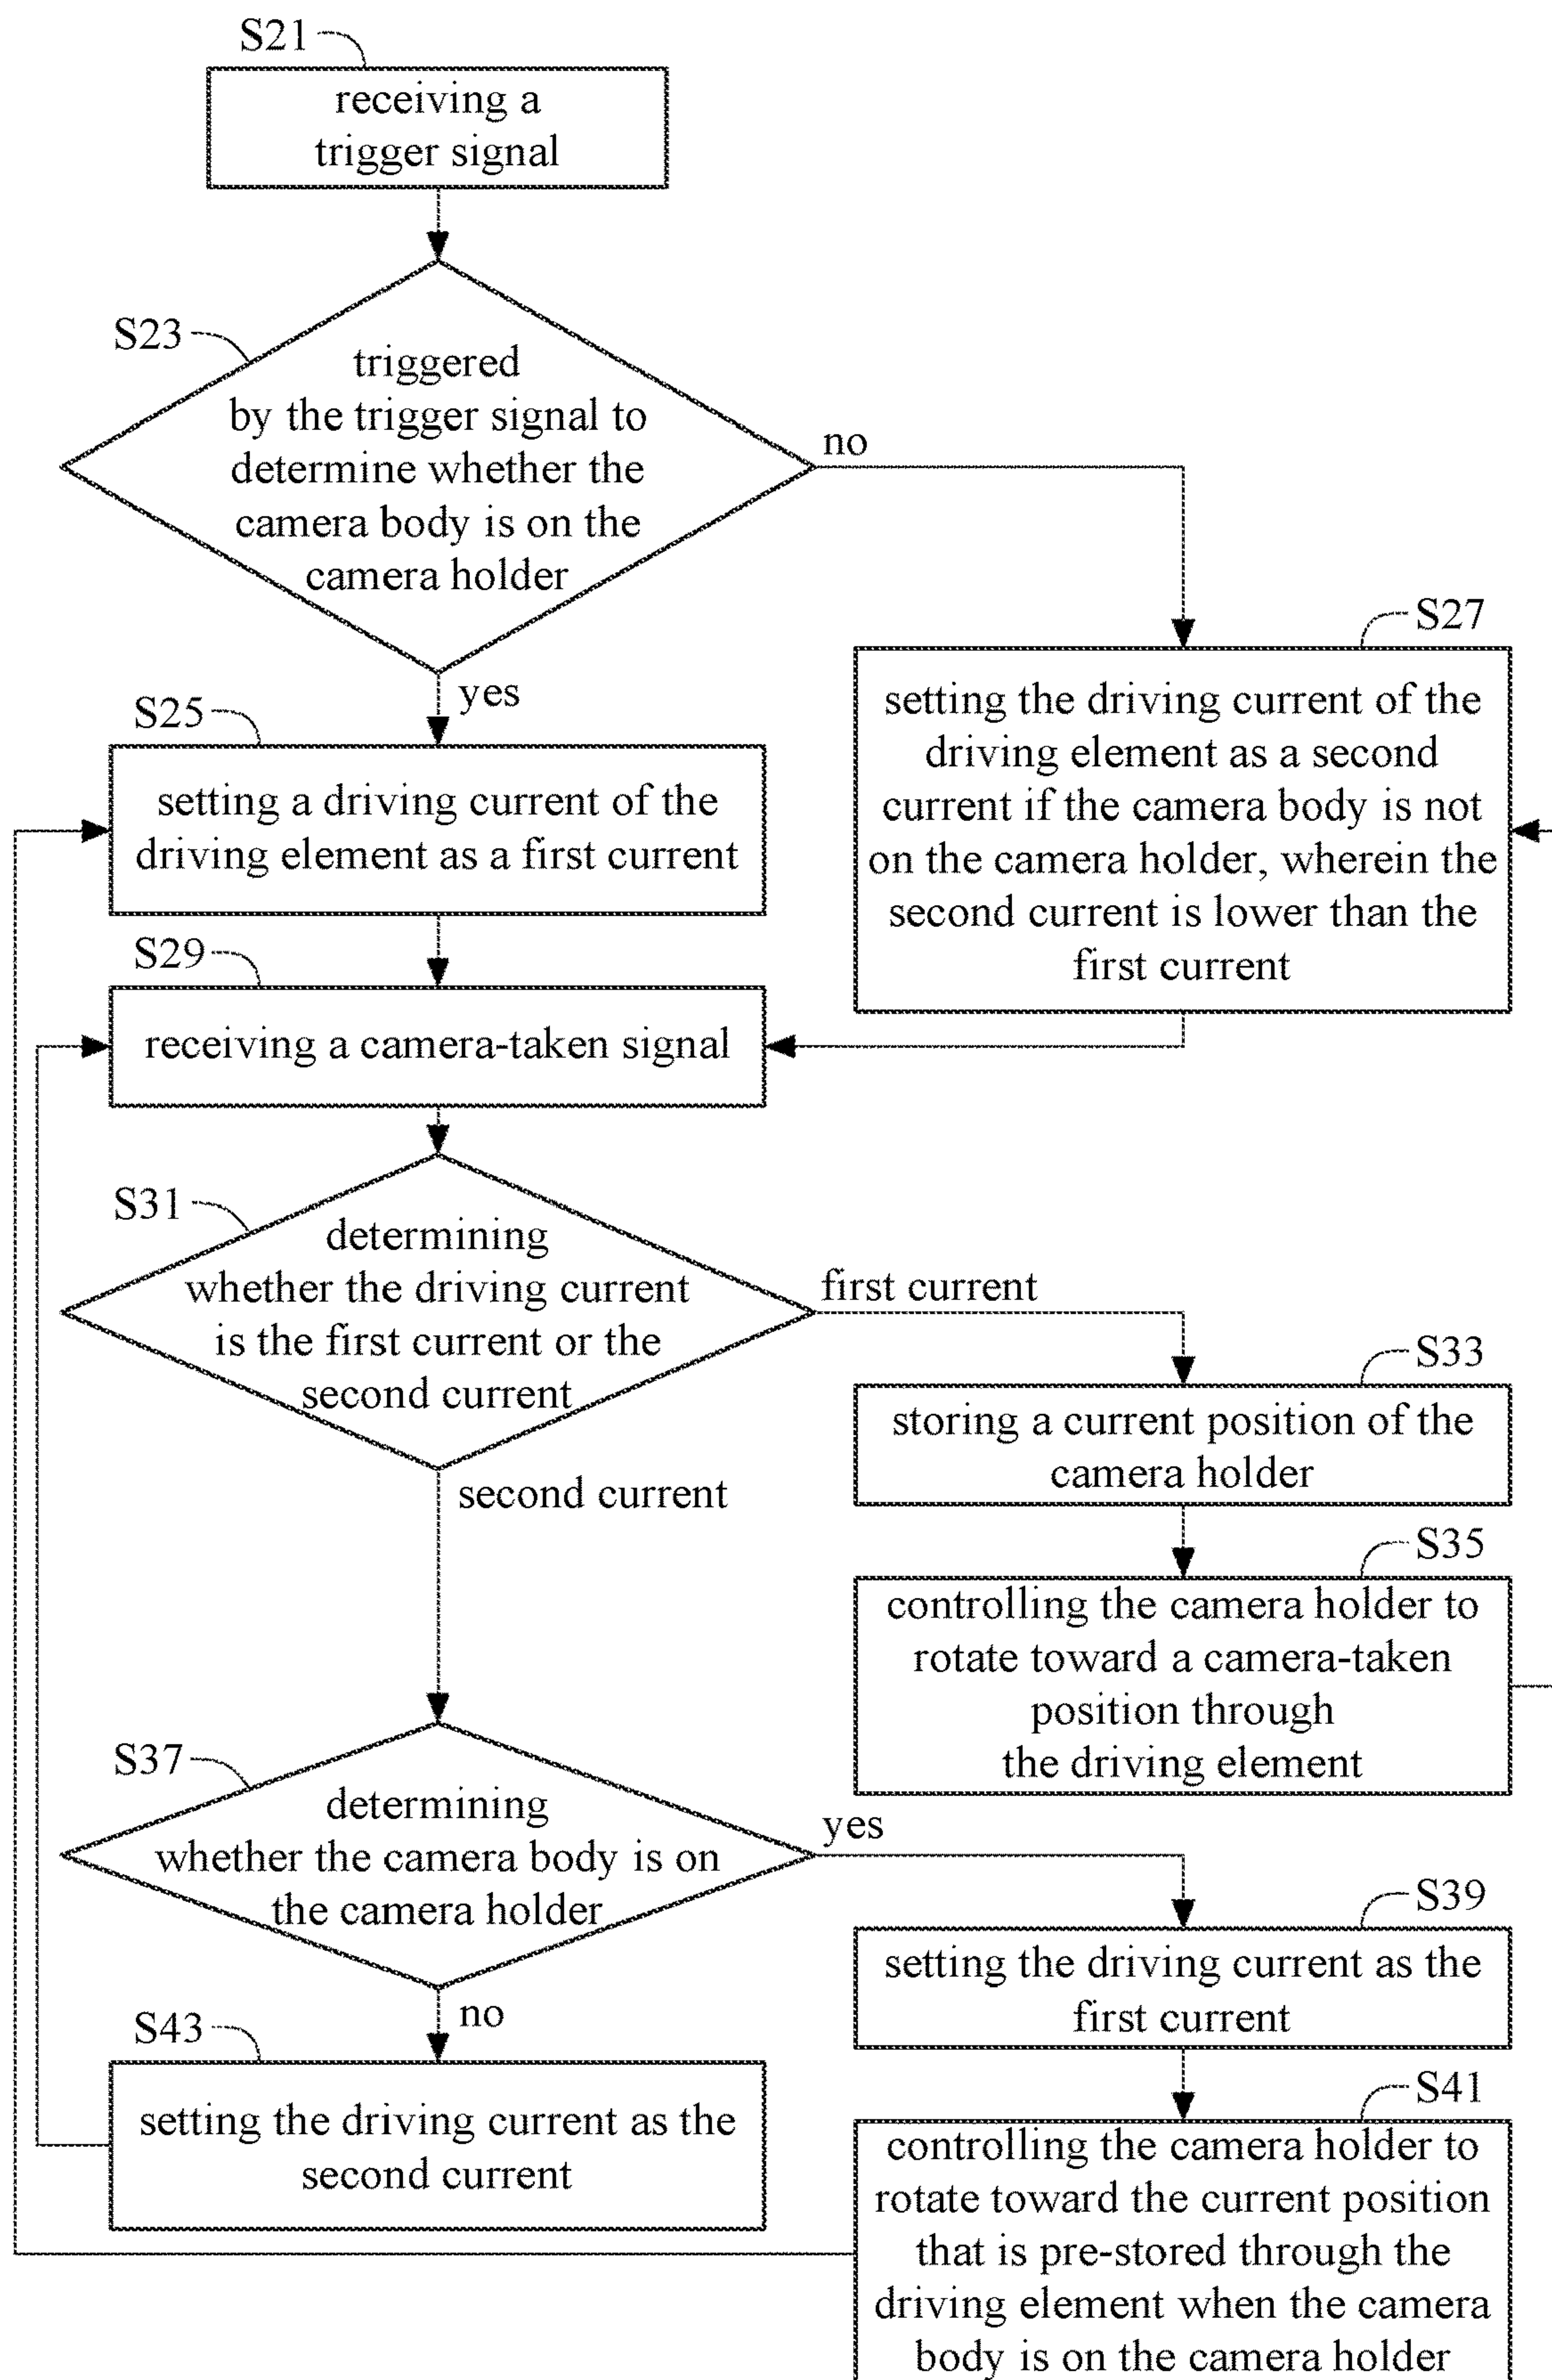 S21
receiving a
trigger signal
S23
triggered
by the trigger signal to
determine whether the
camera body is on the
camera holder
no
yes
S25
setting a driving current of the
driving element as a first current
S27
setting the driving current of the
driving element as a second
current if the camera body is not
on the camera holder, wherein the
second current is lower than the
first current
S29
receiving a camera-taken signal
S31
determining
whether the driving current
is the first current or the
second current
first current
second current
S33
storing a current position of the
camera holder
S35
controlling the camera holder to
rotate toward a camera-taken
position through
the driving element
S37
determining
whether the camera body is on
the camera holder
yes
no
S39
setting the driving current as the
first current
S41
controlling the camera holder to
rotate toward the current position
that is pre-stored through the
driving element when the camera
body is on the camera holder
S43
setting the driving current as the
second current